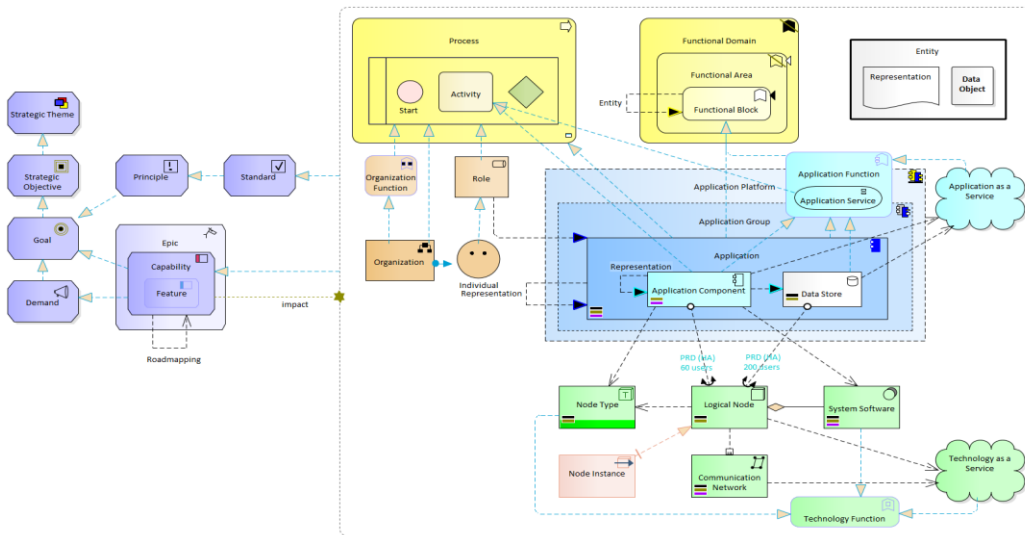 Process
Start
Activity
Functional Domain
Functional Area
Entity
Functional Block
Entity
Representation
Data
Object
Strategic Theme
Strategic
Objective
Principle
Standard
Organization
Function
Role
Application Function
Application Service
Application as a
Service
Application Platform
Application Group
Application
Goal
Epic
Capability
Feature
Demand
Roadmapping
impact
Organization
Individual
Representation
Representation
Application Component
Data Store
PRD (HA)
60 users
PRD (HA)
200 users
Node Type
T
Logical Node
System Software
Node Instance
Communication
Network
Technology as a
Service
Technology Function